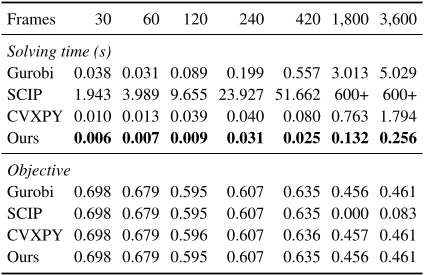 Frames 30 60 120 240 420 1,800 3,600
Solving time (s)
Gurobi 0.038 0.031 0.089 0.199 0.557 3.013 5.029
SCIP 1.943 3.989 9.655 23.927 51.662 600+ 600+
CVXPY 0.010 0.013 0.039 0.040 0.080 0.763 1.794
Ours 0.006 0.007 0.009 0.031 0.025 0.132 0.256
Objective
Gurobi 0.698 0.679 0.595 0.607 0.635 0.456 0.461
SCIP 0.698 0.679 0.595 0.607 0.635 0.000 0.083
CVXPY 0.698 0.679 0.596 0.607 0.636 0.457 0.461
Ours 0.698 0.679 0.595 0.607 0.635 0.456 0.461